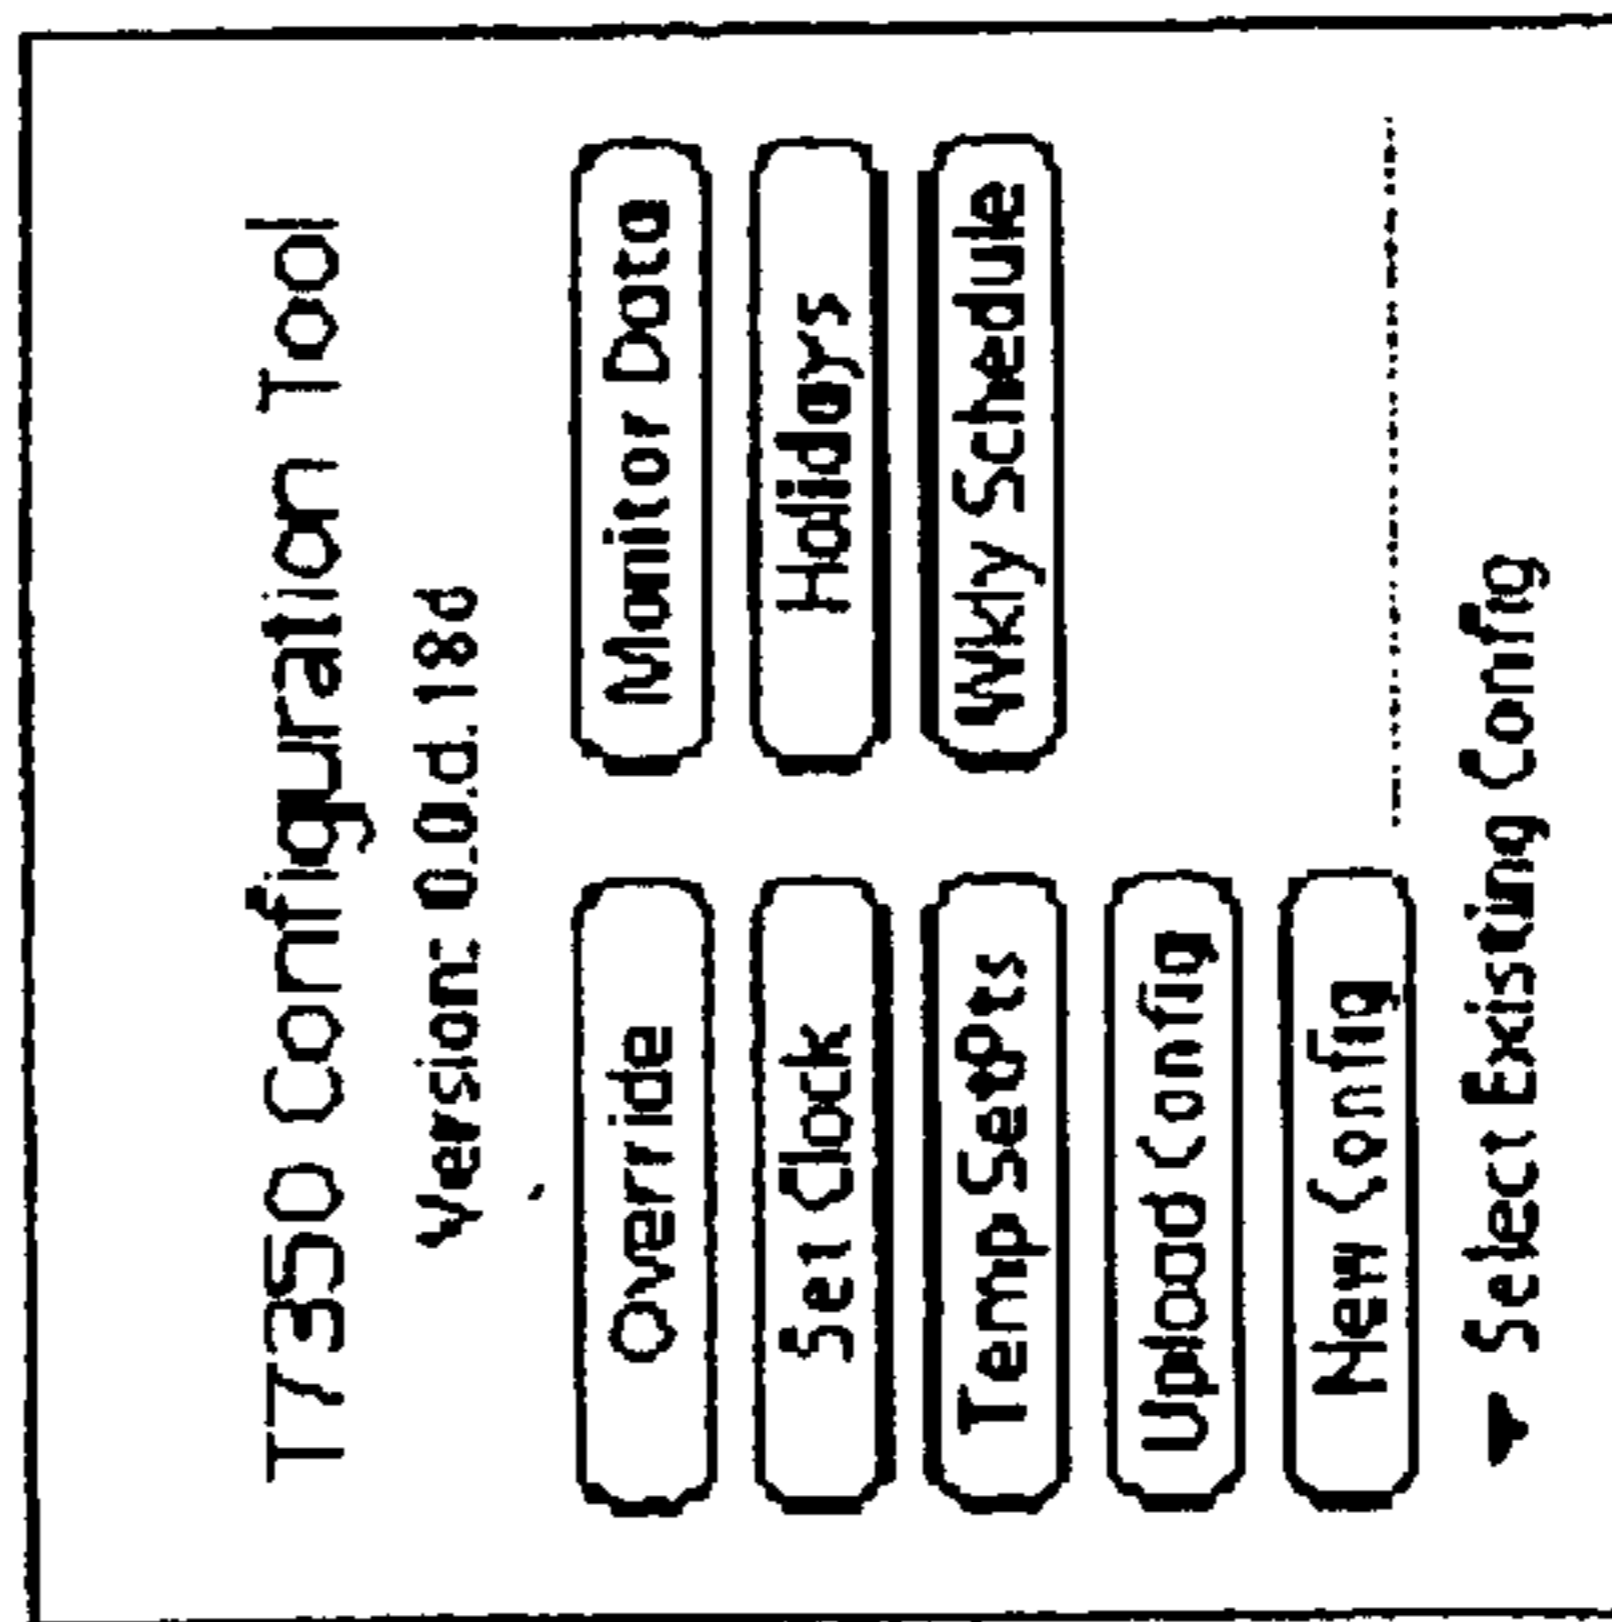 T7350 Configuration Tool
Version: 0.0.d.18d
Override Monitor Data
Set Clock Holidays
Temp SetPts Wkly Schedule
Upload Config
New Config
▼ Select Existing Config